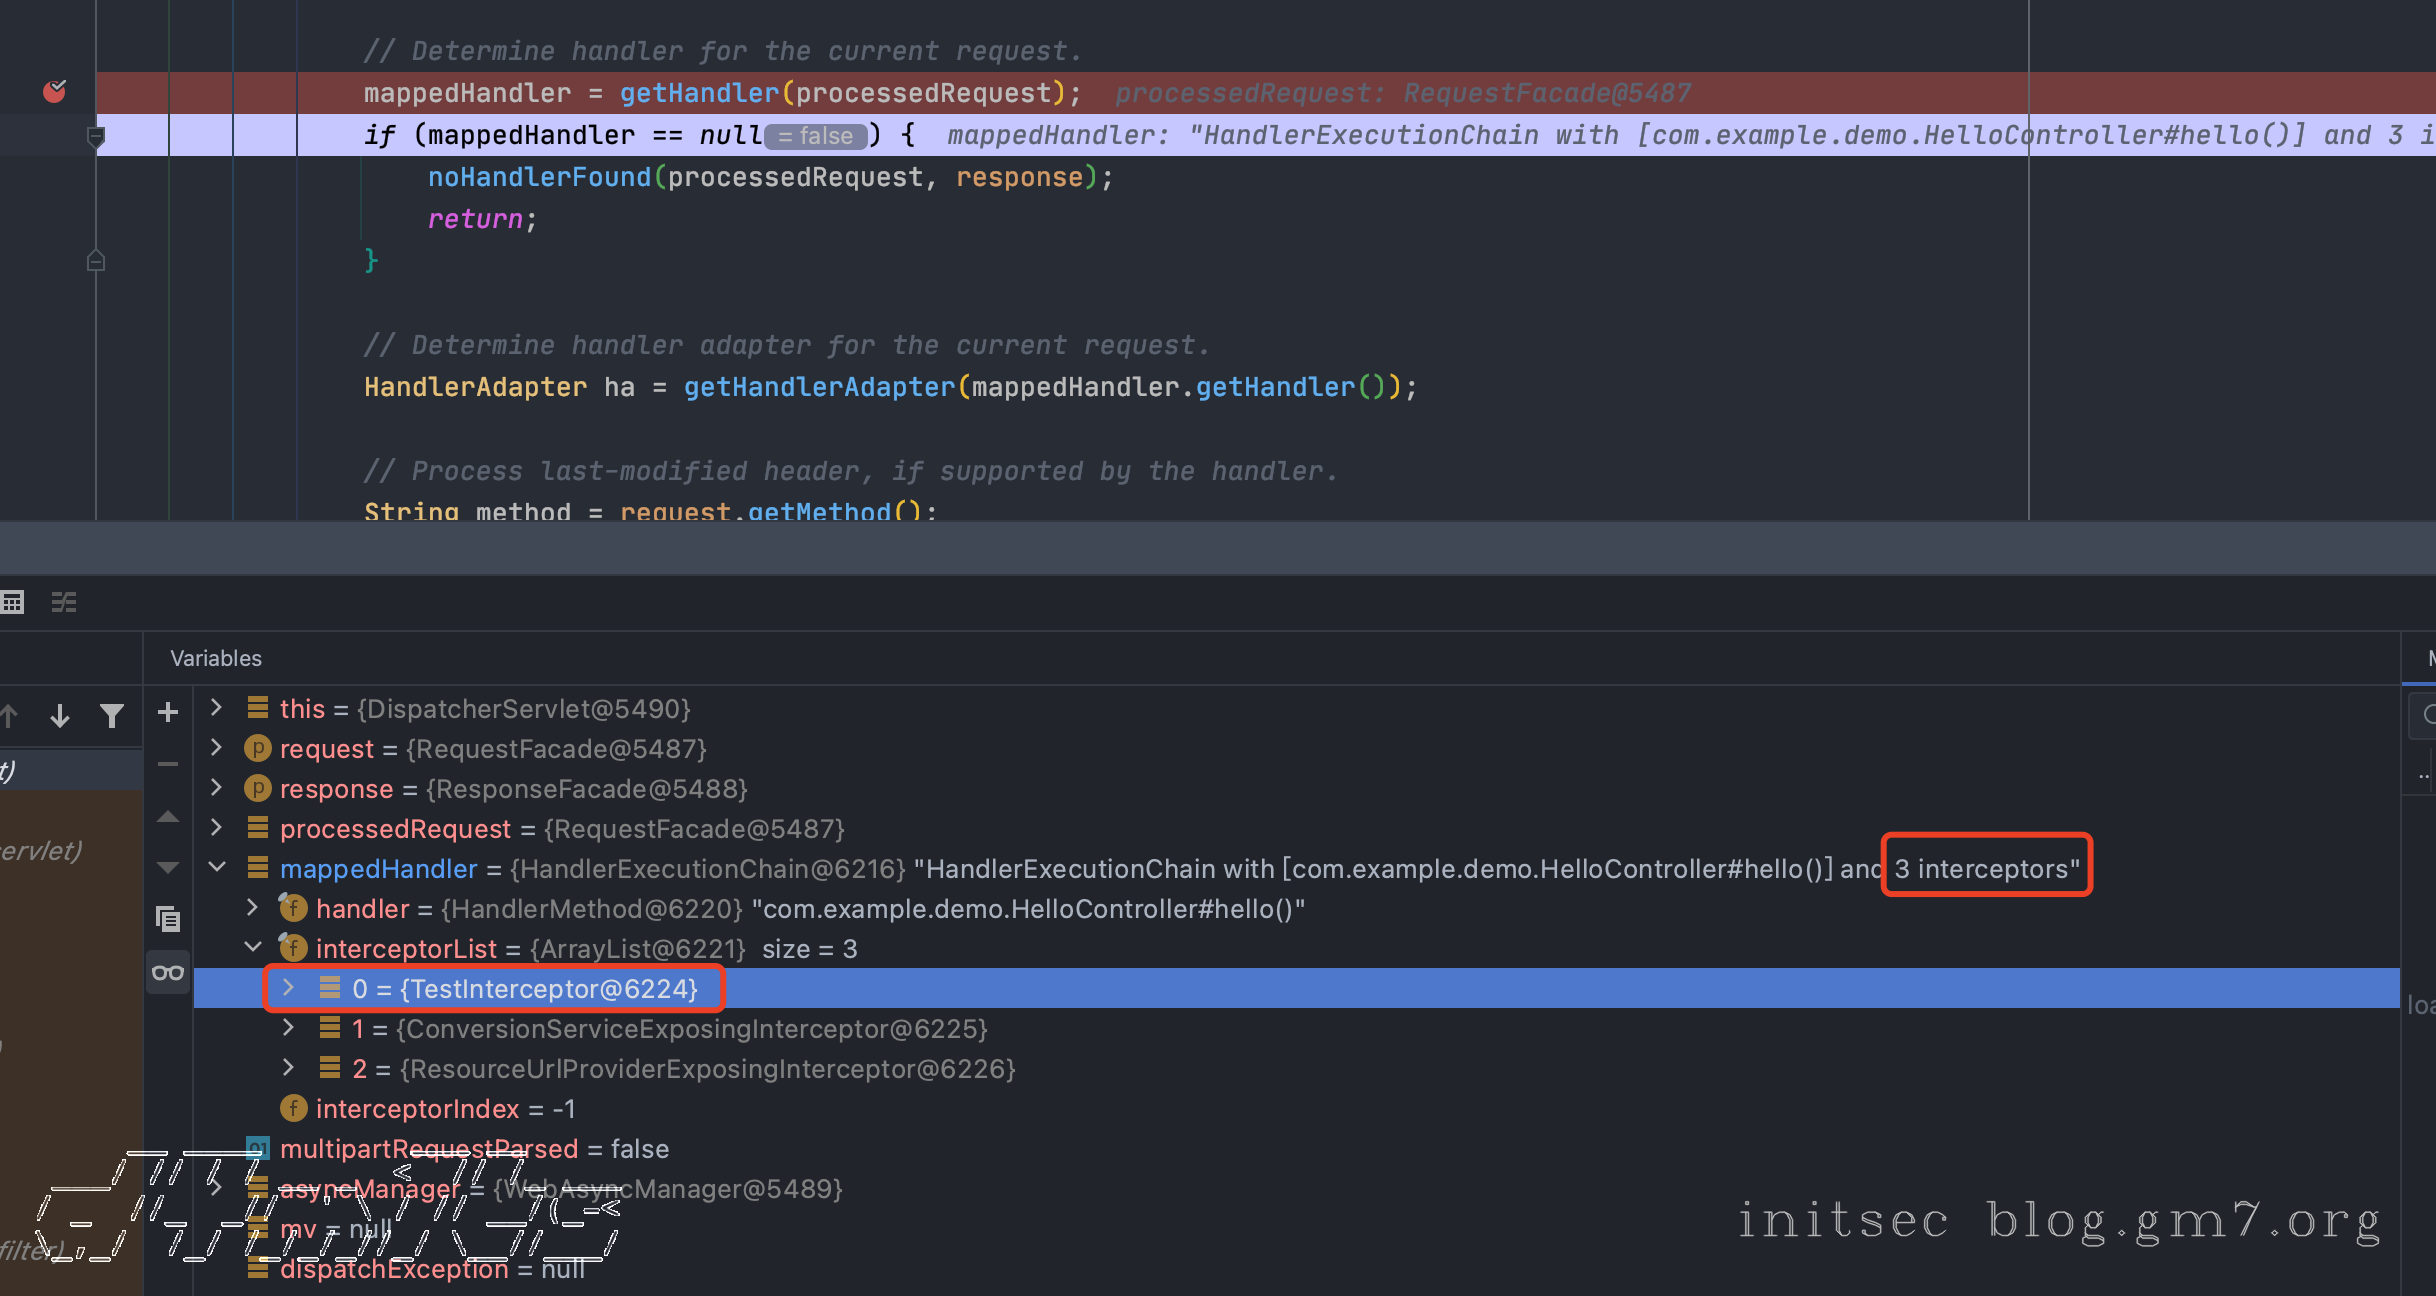 // Determine handler for the current request.
mappedHandler = getHandler(processedRequest);  processedRequest: RequestFacade@5487
if (mappedHandler == null = false ) {  mappedHandler: "HandlerExecutionChain with [com.example.demo.HelloController#hello()] and 3 i
noHandlerFound(processedRequest, response);
return;
}
// Determine handler adapter for the current request.
HandlerAdapter ha = getHandlerAdapter(mappedHandler.getHandler());
// Process last-modified header, if supported by the handler.
String method = request.getMethod();
Variables
this = {DispatcherServlet@5490}
request = {RequestFacade@5487}
t)
response = {ResponseFacade@5488}
processedRequest = {RequestFacade@5487}
ervlet)
mappedHandler = {HandlerExecutionChain@6216} "HandlerExecutionChain with [com.example.demo.HelloController#hello()] and 3 interceptors"
handler = {HandlerMethod@6220} "com.example.demo.HelloController#hello()"
interceptorList = {ArrayList@6221} size = 3
0 = {TestInterceptor@6224}
1 = {ConversionServiceExposingInterceptor@6225}
2 = {ResourceUrlProviderExposingInterceptor@6226}
interceptorIndex = -1
multipartRequestParsed = false
asyncManager = {WebAsyncManager@5489}
mv = null
filter)
dispatchException = null
initsec blog.gm7.org